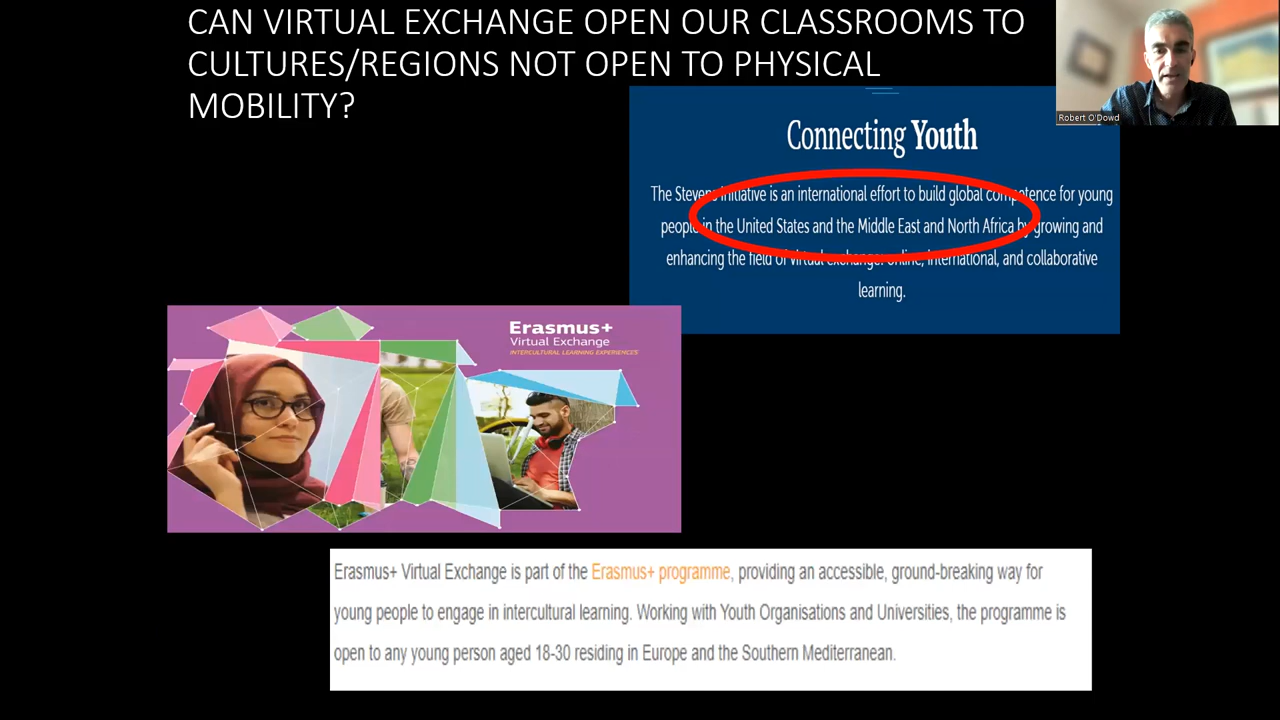 CAN VIRTUAL EXCHANGE OPEN OUR CLASSROOMS TO
CULTURES/REGIONS NOT OPEN TO PHYSICAL
MOBILITY?
Robert O'Dowd
Connecting Youth
The Stevens Initiative is an international effort to build global competence for young
people in the United States and the Middle East and North Africa by growing and
enhancing the field of virtual exchange: online, international, and collaborative
learning.
Erasmus+
Virtual Exchange
INTERCULTURAL LEARNING EXPERIENCES
Erasmus+ Virtual Exchange is part of the Erasmus+ programme, providing an accessible, ground-breaking way for
young people to engage in intercultural learning. Working with Youth Organisations and Universities, the programme is
open to any young person aged 18-30 residing in Europe and the Southern Mediterranean.